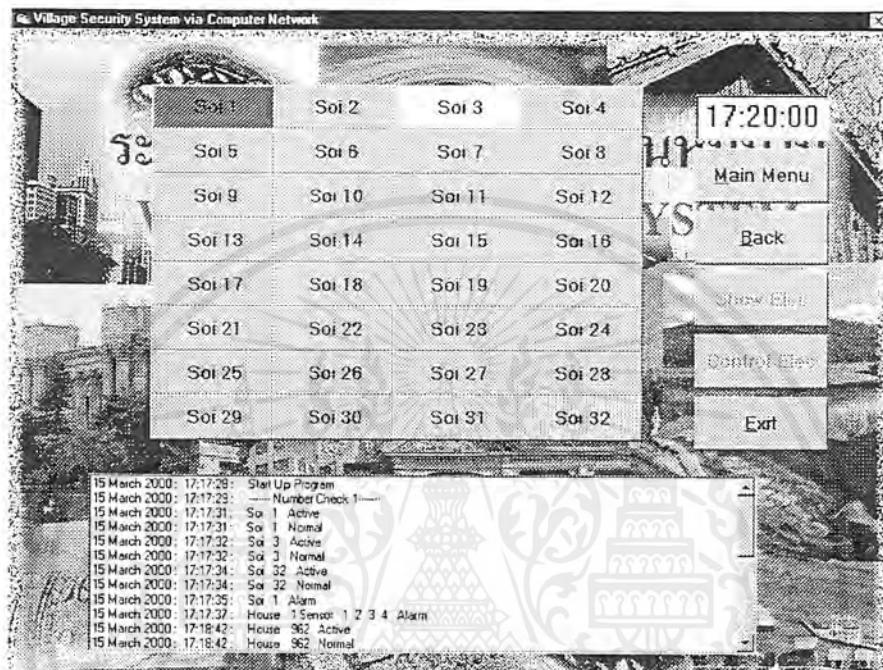 Village Security System via Computer Network
Soi 1 Soi 2 Soi 3 Soi 4
17:20:00
Soi 5 Soi 6 Soi 7 Soi 8
Main Menu
Soi 9 Soi 10 Soi 11 Soi 12
Soi 13 Soi 14 Soi 15 Soi 16
Back
Soi 17 Soi 18 Soi 19 Soi 20
Show Elec
Soi 21 Soi 22 Soi 23 Soi 24
Control Elec
Soi 25 Soi 26 Soi 27 Soi 28
Soi 29 Soi 30 Soi 31 Soi 32
Exit
15 March 2000 : 17:17:29 : Start Up Program
15 March 2000 : 17:17:29 : ----- Number Check 1 -----
15 March 2000 : 17:17:31 : Soi 1 Active
15 March 2000 : 17:17:31 : Soi 1 Normal
15 March 2000 : 17:17:32 : Soi 3 Active
15 March 2000 : 17:17:32 : Soi 3 Normal
15 March 2000 : 17:17:34 : Soi 32 Active
15 March 2000 : 17:17:34 : Soi 32 Normal
15 March 2000 : 17:17:35 : Soi 1 Alarm
15 March 2000 : 17:17:37 : House 1 Sensor 1 2 3 4 Alarm
15 March 2000 : 17:18:42 : House 962 Active
15 March 2000 : 17:18:42 : House 962 Normal